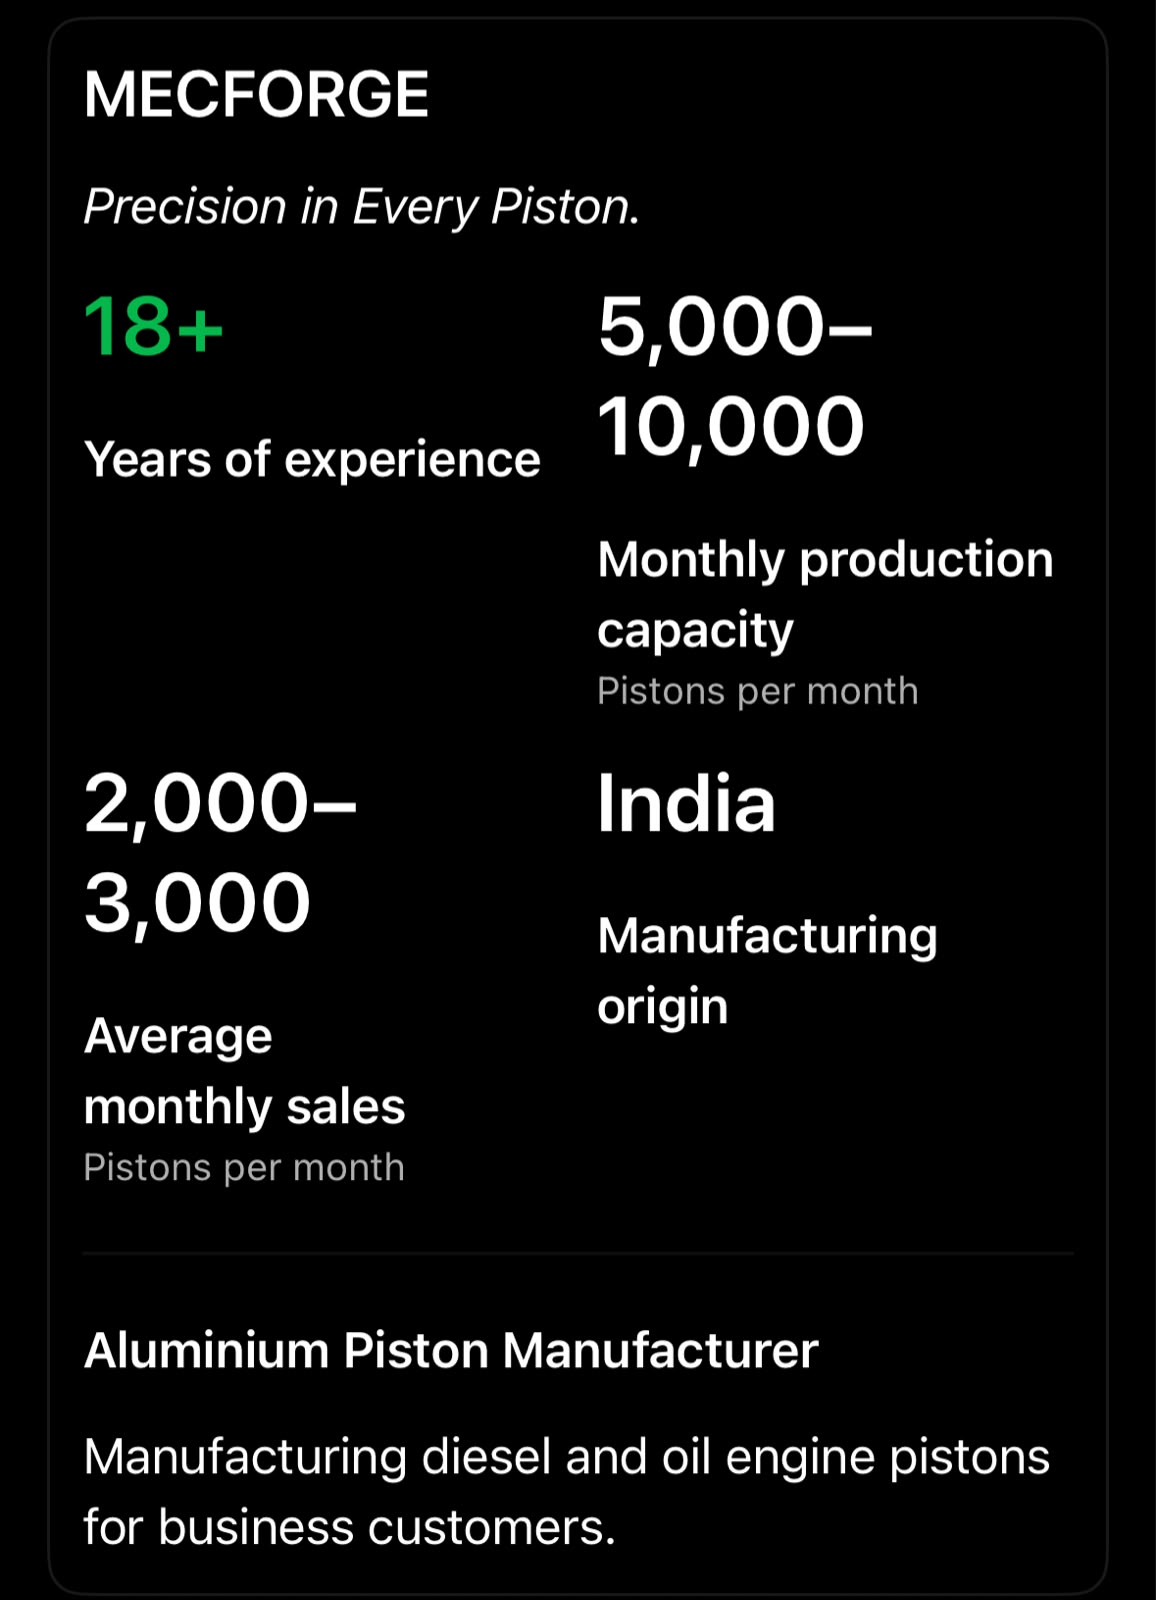 MECFORGE
Precision in Every Piston.
18+
Years of experience
5,000–
10,000
Monthly production
capacity
Pistons per month
2,000–
3,000
Average
monthly sales
Pistons per month
India
Manufacturing
origin
Aluminium Piston Manufacturer
Manufacturing diesel and oil engine pistons
for business customers.